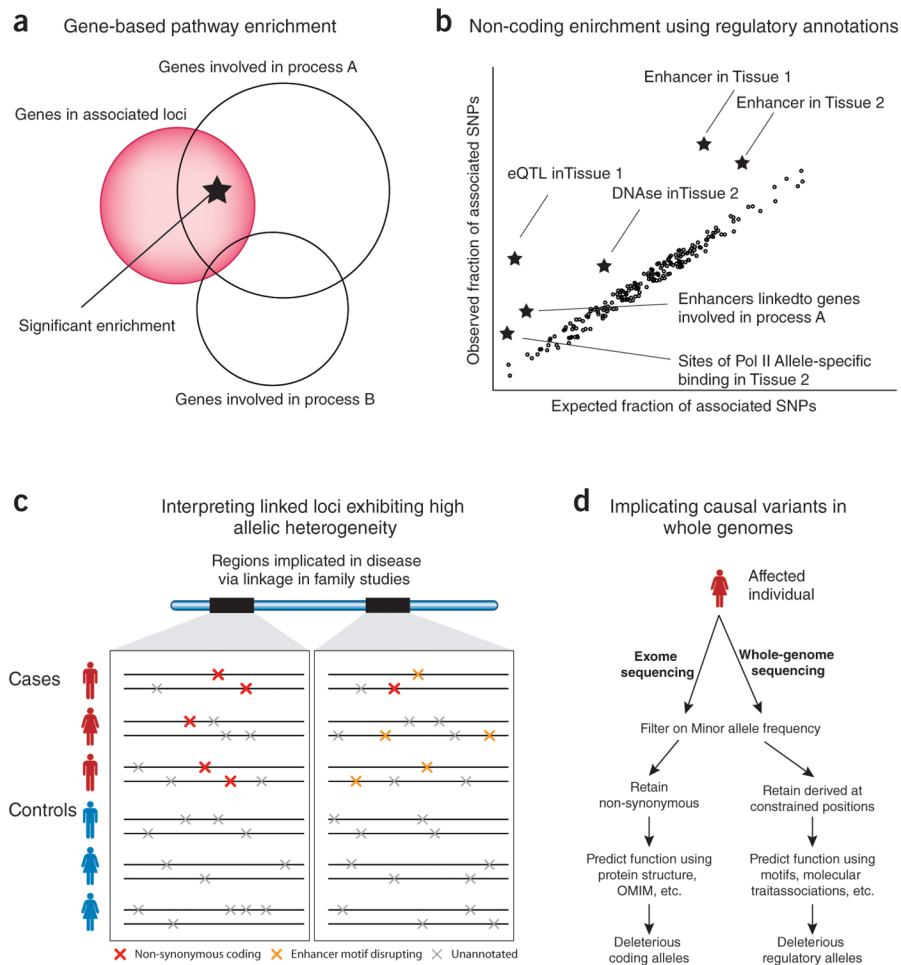 a
Gene-based pathway enrichment
Genes involved in process A
Genes in associated loci
Significant enrichment
Genes involved in process B
b
Non-coding enirchment using regulatory annotations
Observed fraction of associated SNPs
Enhancer in Tissue 1
Enhancer in Tissue 2
eQTL inTissue 1
DNAse inTissue 2
Enhancers linkedto genes
involved in process A
Sites of Pol II Allele-specific
binding in Tissue 2
Expected fraction of associated SNPs
c
Interpreting linked loci exhibiting high
allelic heterogeneity
Regions implicated in disease
via linkage in family studies
Cases
Controls
Non-synonymous coding
Enhancer motif disrupting
Unannotated
d
Implicating causal variants in
whole genomes
Affected
individual
Exome
sequencing
Whole-genome
sequencing
Filter on Minor allele frequency
Retain
non-synonymous
Retain derived at
constrained positions
Predict function using
protein structure,
OMIM, etc.
Predict function using
motifs, molecular
traitassociations, etc.
Deleterious
coding alleles
Deleterious
regulatory alleles